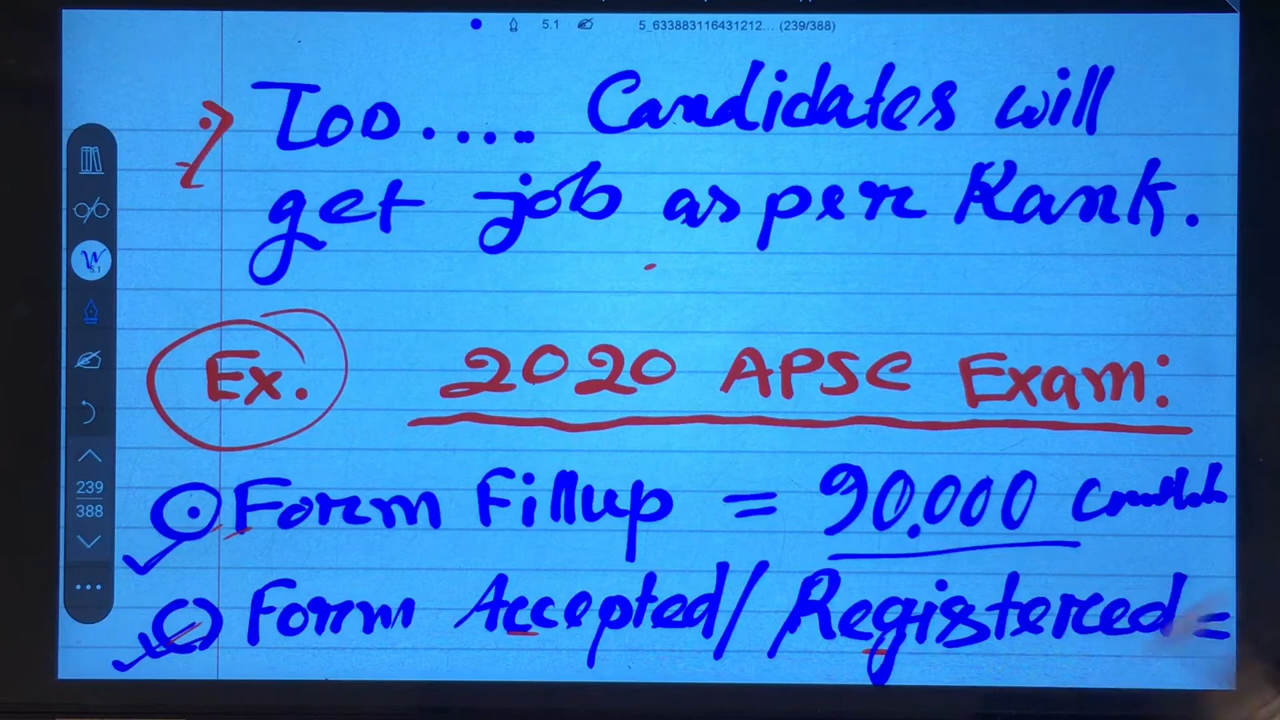 5.1 5_633883116431212... (239/388)
Too..... Candidates will
get job as per Rank.
Ex. 2020 APSC Exam:
Form Fillup = 90.000
Form Accepted/ Registered =
5.1
239
388